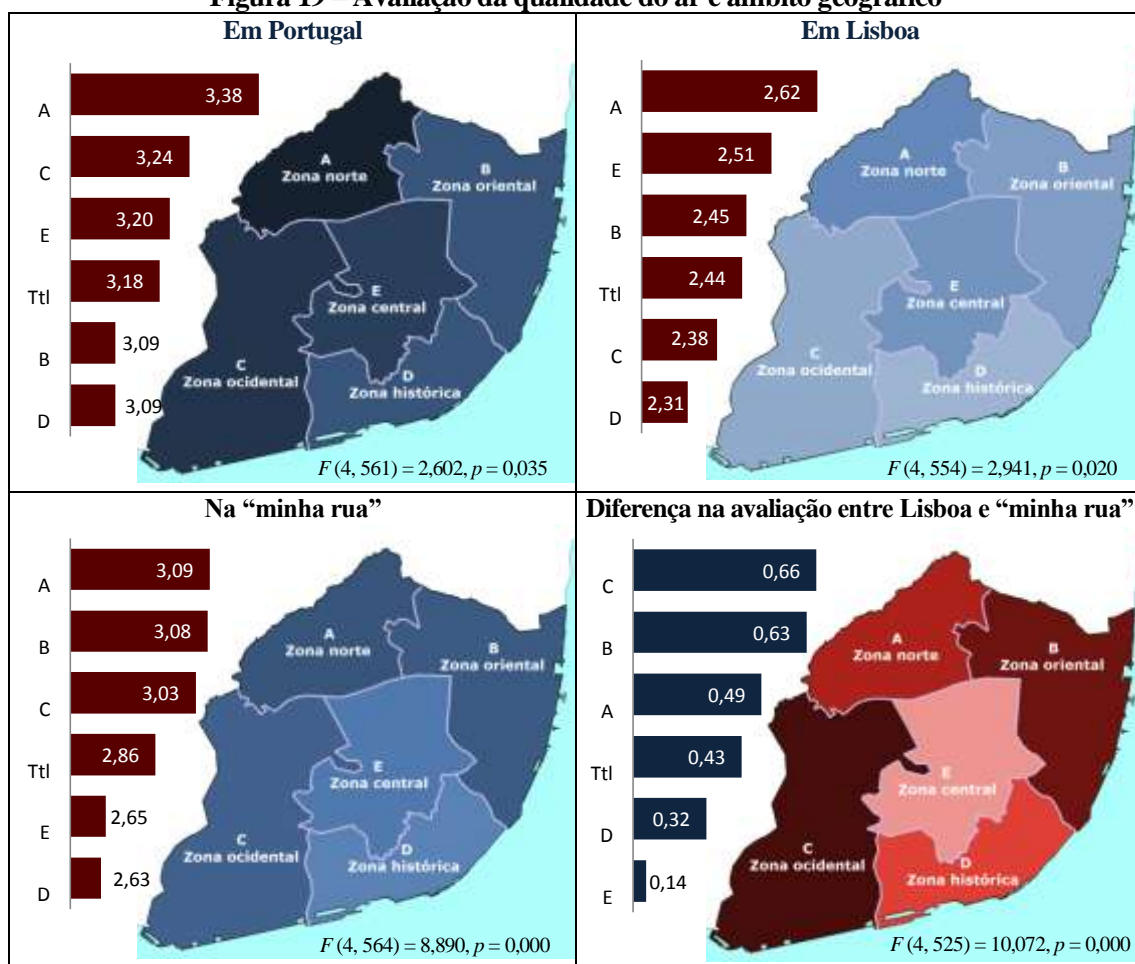 Figura 19 – Avaliação da qualidade do ar e âmbito geográfico
Em Portugal
A 3,38
C 3,24
E 3,20
Ttl 3,18
B 3,09
D 3,09
A
Zona norte
B
Zona oriental
E
Zona central
C
Zona ocidental
D
Zona histórica
F (4, 561) = 2,602, p = 0,035
Em Lisboa
A 2,62
E 2,51
B 2,45
Ttl 2,44
C 2,38
D 2,31
A
Zona norte
B
Zona oriental
E
Zona central
C
Zona ocidental
D
Zona histórica
F (4, 554) = 2,941, p = 0,020
Na “minha rua”
A 3,09
B 3,08
C 3,03
Ttl 2,86
E 2,65
D 2,63
A
Zona norte
B
Zona oriental
E
Zona central
C
Zona ocidental
D
Zona histórica
F (4, 564) = 8,890, p = 0,000
Diferença na avaliação entre Lisboa e “minha rua”
C 0,66
B 0,63
A 0,49
Ttl 0,43
D 0,32
E 0,14
A
Zona norte
B
Zona oriental
E
Zona central
C
Zona ocidental
D
Zona histórica
F (4, 525) = 10,072, p = 0,000